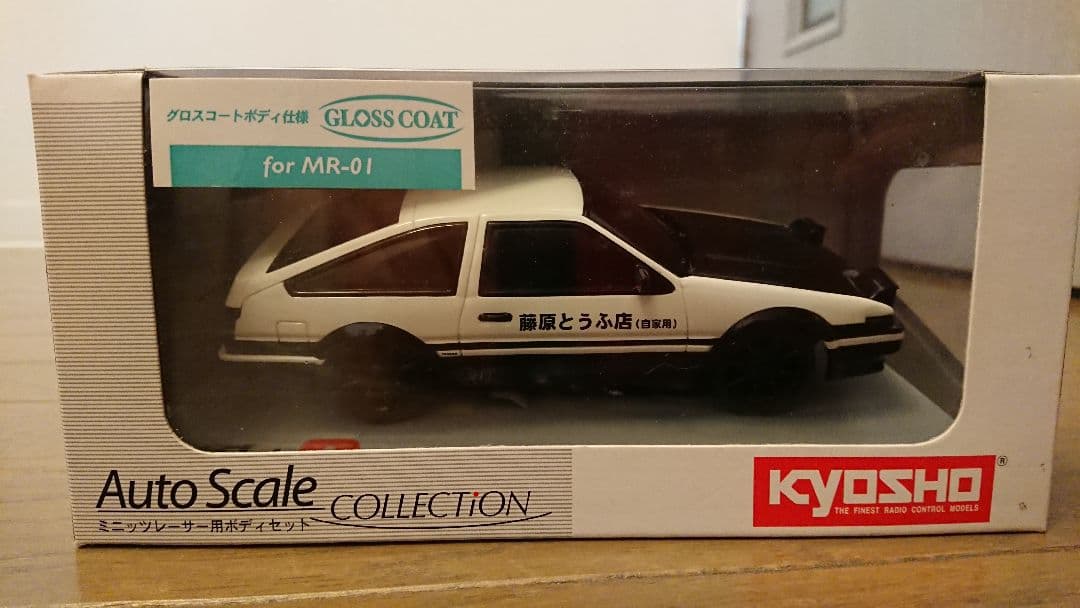 グロスコートボディ仕様 GLOSS COAT
for MR-01
藤原とうふ店(自家用)
Auto Scale COLLECTiON
ミニッツレーサー用ボディセット
KYOSHO ®
THE FINEST RADIO CONTROL MODELS